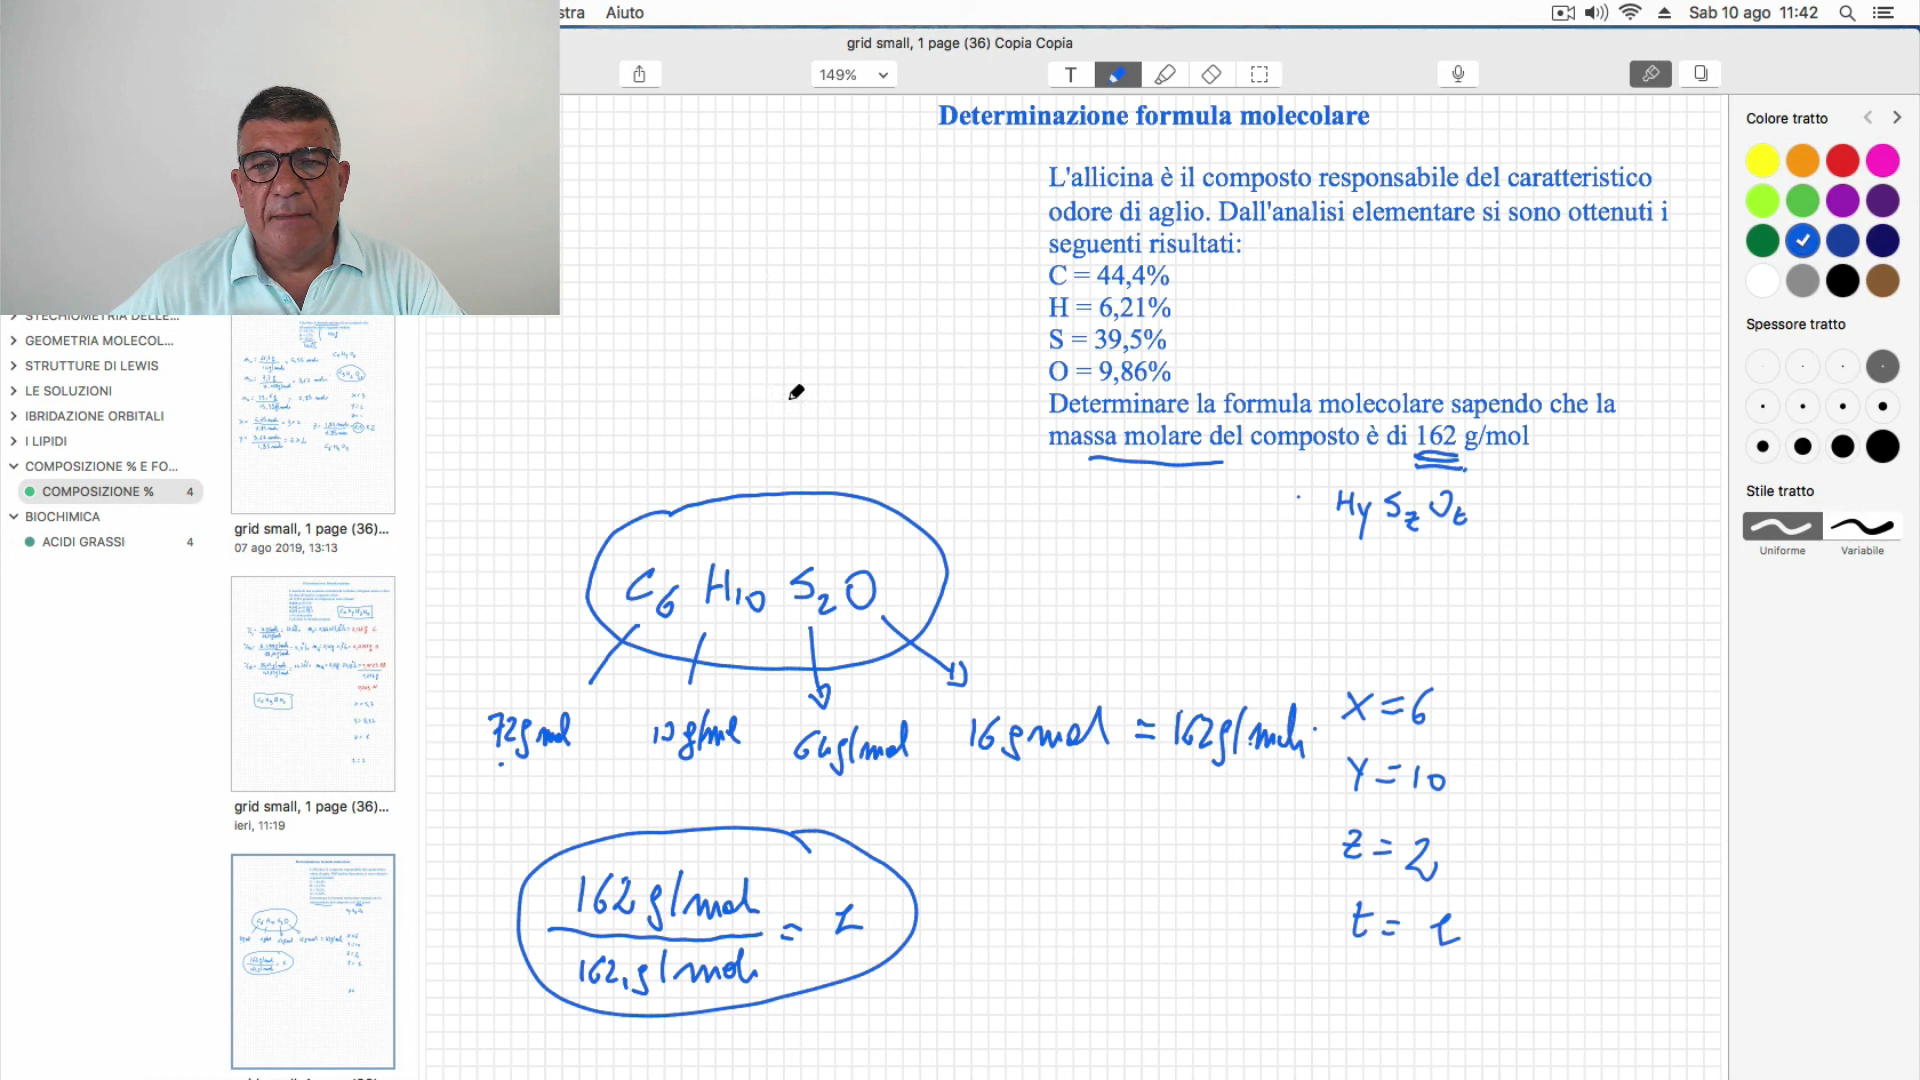 stra Aiuto
Sab 10 ago 11:42
grid small, 1 page (36) Copia Copia
149%
T
Determinazione formula molecolare
L'allicina è il composto responsabile del caratteristico
odore di aglio. Dall'analisi elementare si sono ottenuti i
seguenti risultati:
C = 44,4%
H = 6,21%
S = 39,5%
O = 9,86%
Determinare la formula molecolare sapendo che la
massa molare del composto è di 162 g/mol
Hy Sz Ot
C6 H10 S2O
72g mol 10g/mol 64g/mol 16gmol = 162g/mol
X=6
Y=10
z=2
t= 1
162g/mol
= 1
162,g/mol
STECHIOMETRIA DELLE...
GEOMETRIA MOLECOL...
STRUTTURE DI LEWIS
LE SOLUZIONI
IBRIDAZIONE ORBITALI
I LIPIDI
COMPOSIZIONE % E FO...
COMPOSIZIONE % 4
BIOCHIMICA
ACIDI GRASSI 4
grid small, 1 page (36)...
07 ago 2019, 13:13
grid small, 1 page (36)...
ieri, 11:19
Colore tratto
Spessore tratto
Stile tratto
Uniforme Variabile